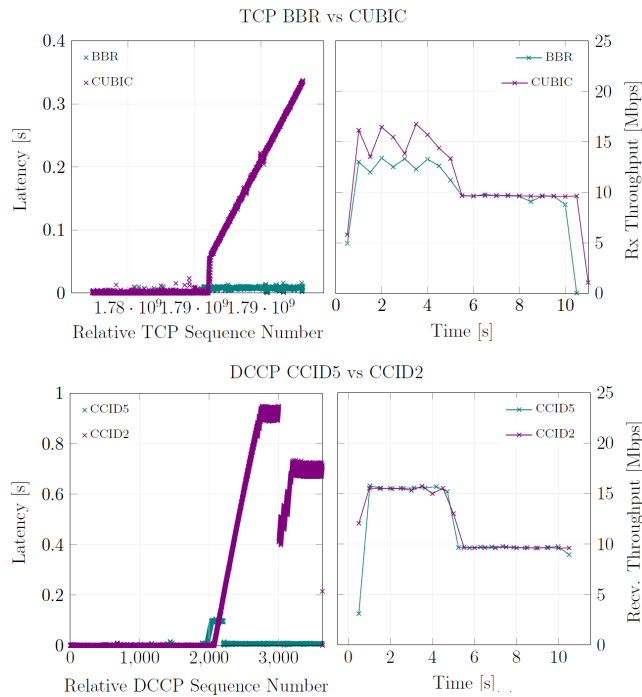 TCP BBR vs CUBIC
BBR
CUBIC
0.4
0.3
0.2
0.1
0
Latency [s]
1.78 · 10⁹ 1.79 · 10⁹ 1.79 · 10⁹
Relative TCP Sequence Number
BBR
CUBIC
25
20
15
10
5
0
Rx Throughput [Mbps]
0 2 4 6 8 10
Time [s]
DCCP CCID5 vs CCID2
CCID5
CCID2
1
0.8
0.6
0.4
0.2
0
Latency [s]
0 1,000 2,000 3,000
Relative DCCP Sequence Number
CCID5
CCID2
25
20
15
10
5
0
Recv. Throughput [Mbps]
0 2 4 6 8 10
Time [s]